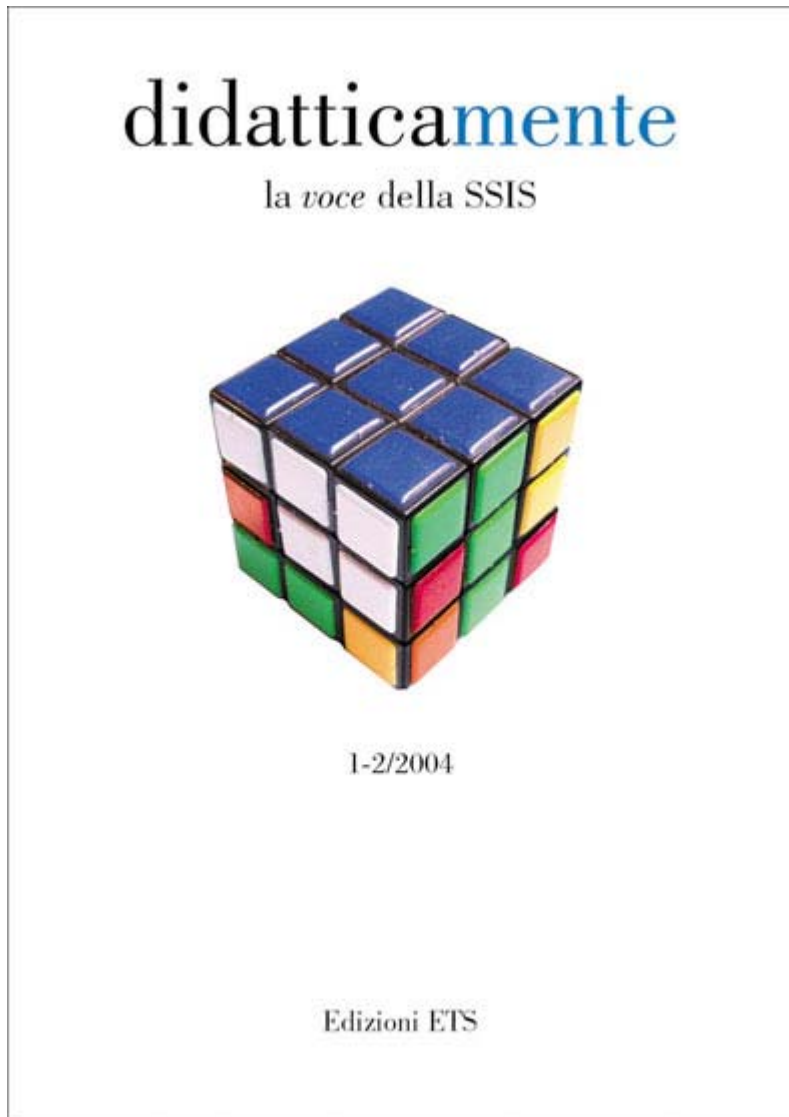 didatticamente
la voce della SSIS
1-2/2004
Edizioni ETS